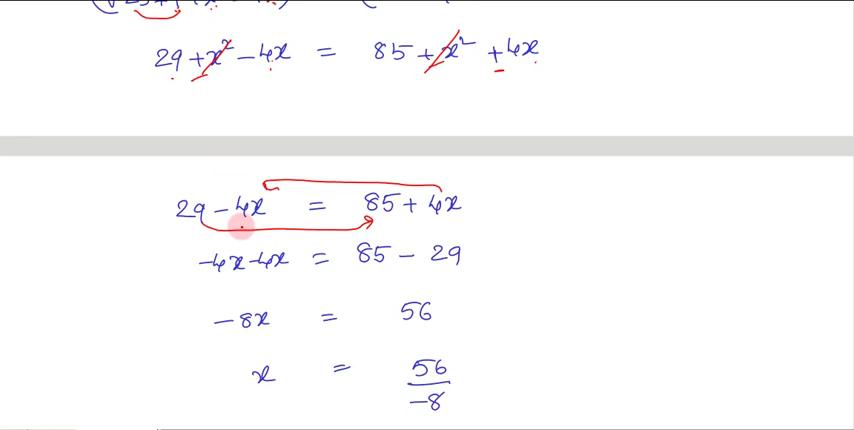 29 + x² - 4x = 85 + x² + 4x
29 - 4x = 85 + 4x
-4x - 4x = 85 - 29
-8x = 56
x = 56/-8